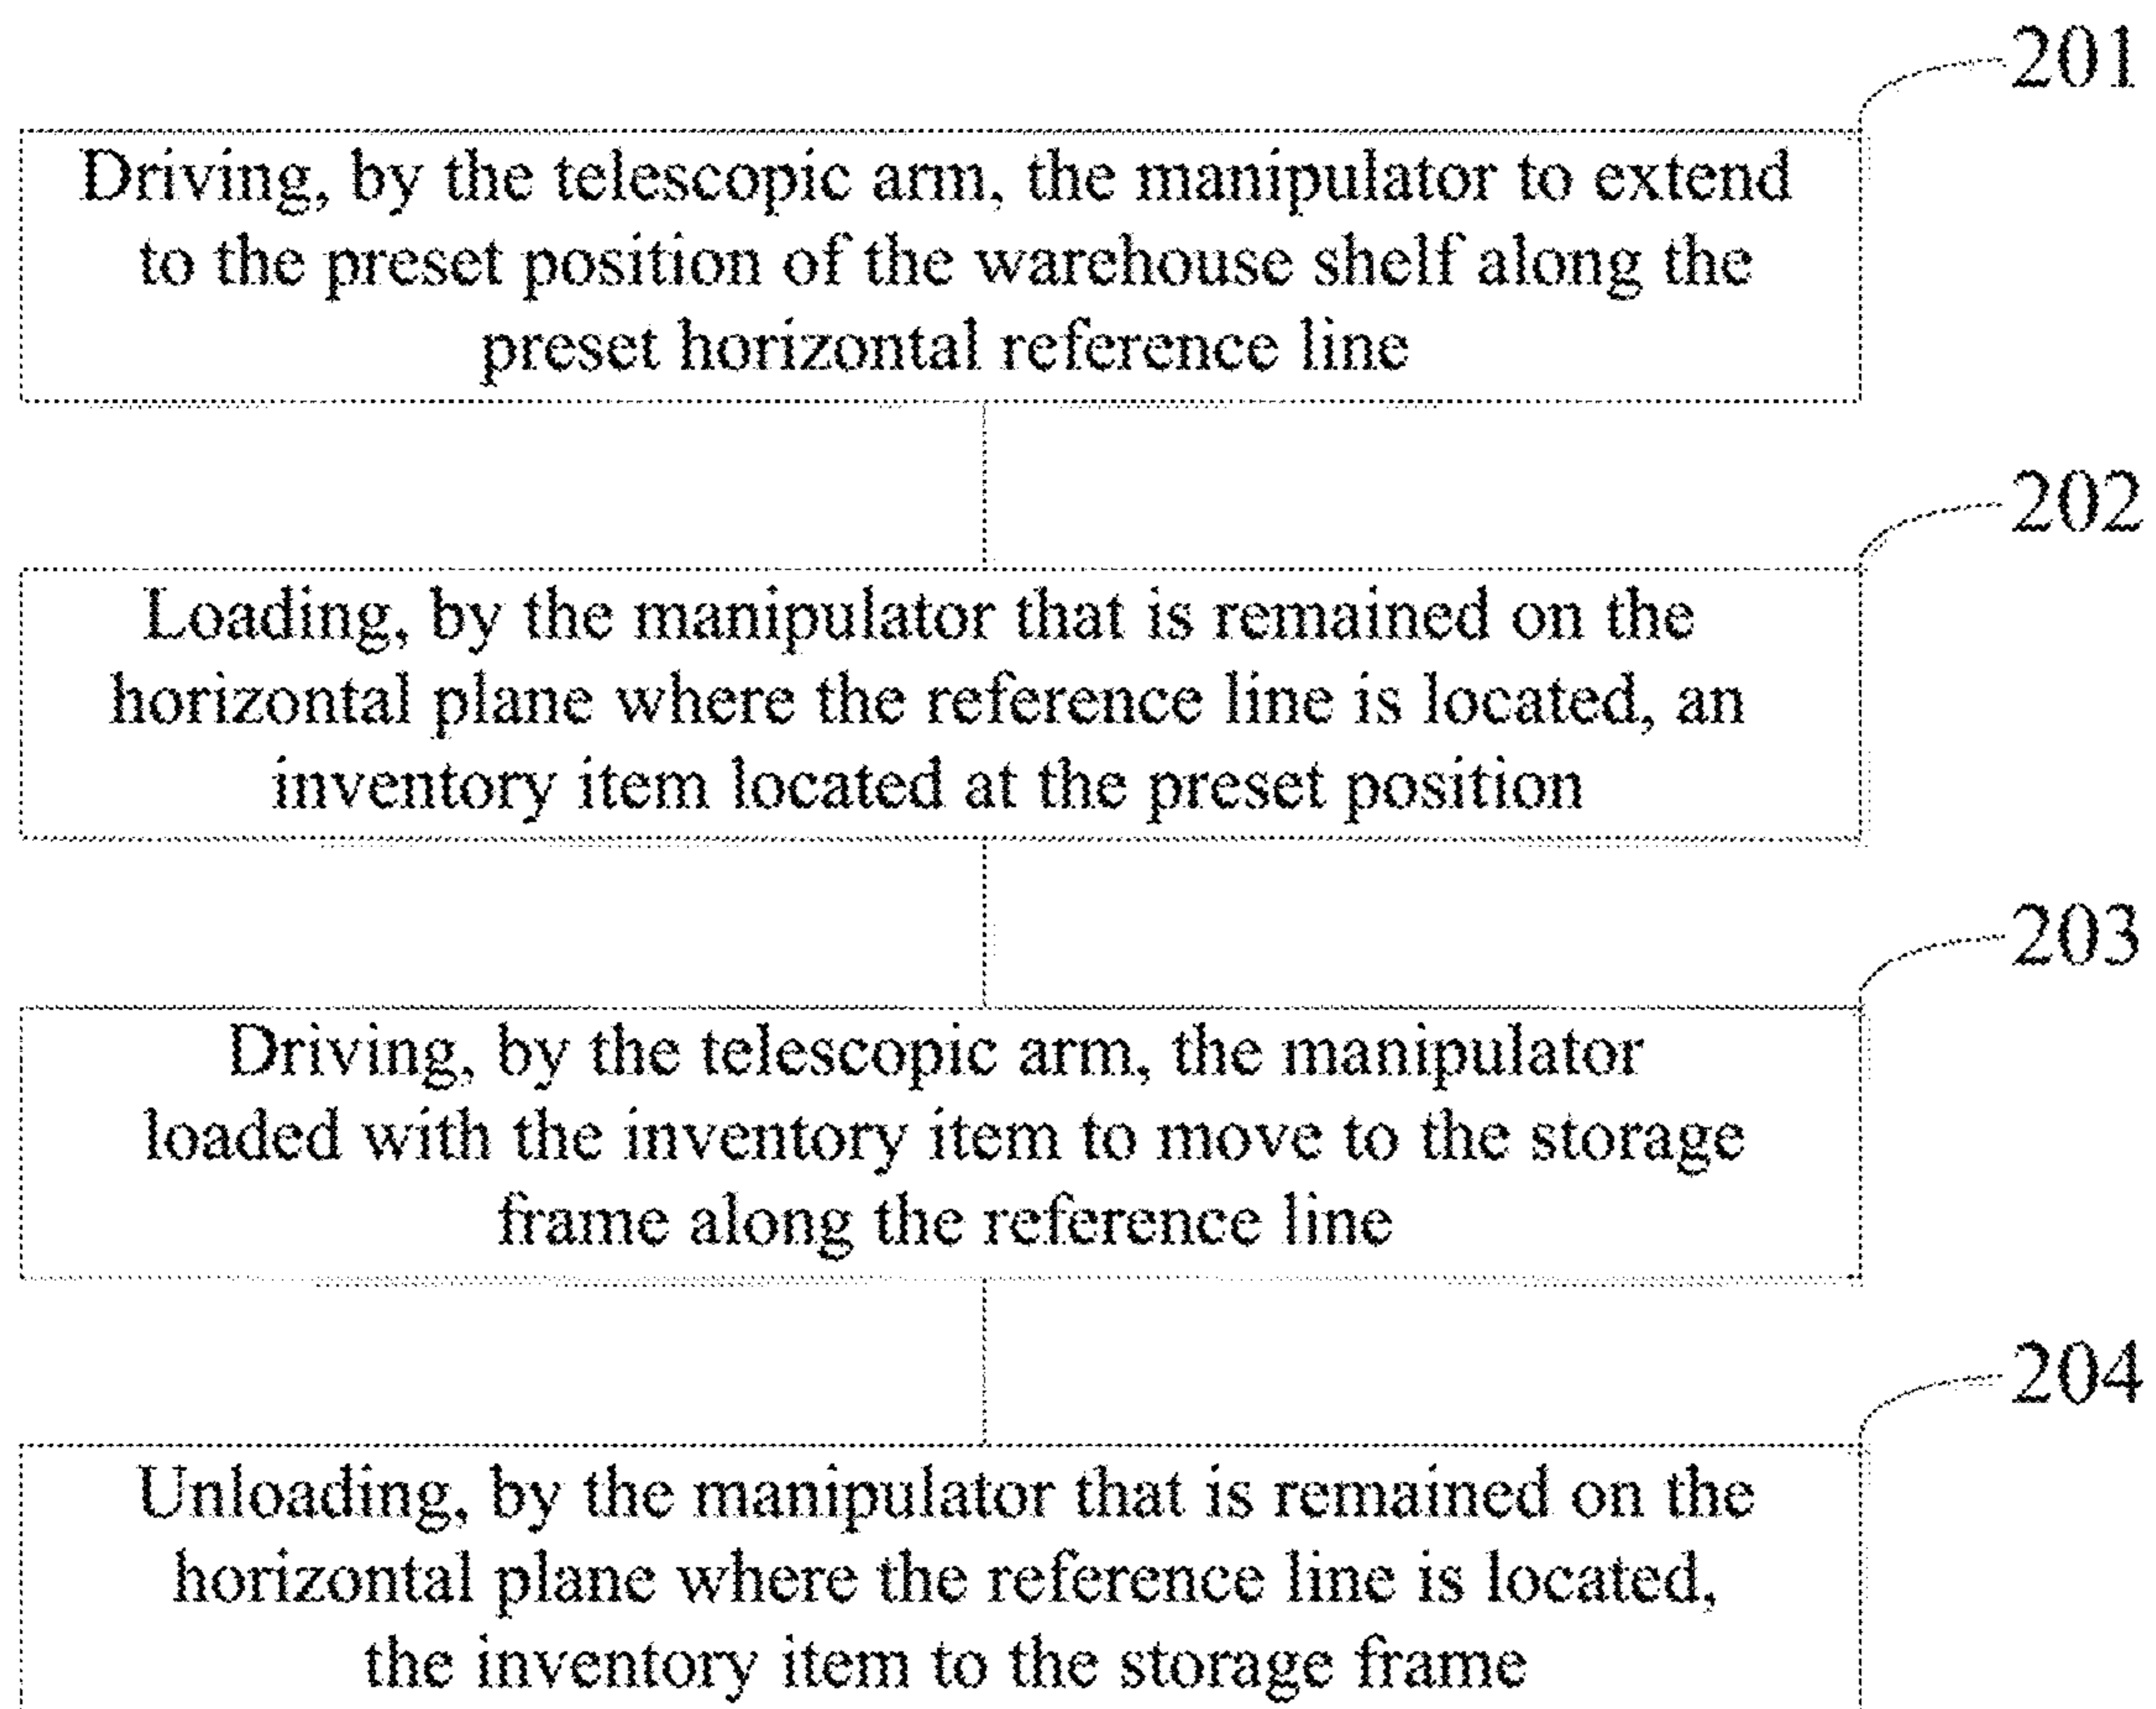 201
Driving, by the telescopic arm, the manipulator to extend
to the preset position of the warehouse shelf along the
preset horizontal reference line
202
Loading, by the manipulator that is remained on the
horizontal plane where the reference line is located, an
inventory item located at the preset position
203
Driving, by the telescopic arm, the manipulator
loaded with the inventory item to move to the storage
frame along the reference line
204
Unloading, by the manipulator that is remained on the
horizontal plane where the reference line is located,
the inventory item to the storage frame